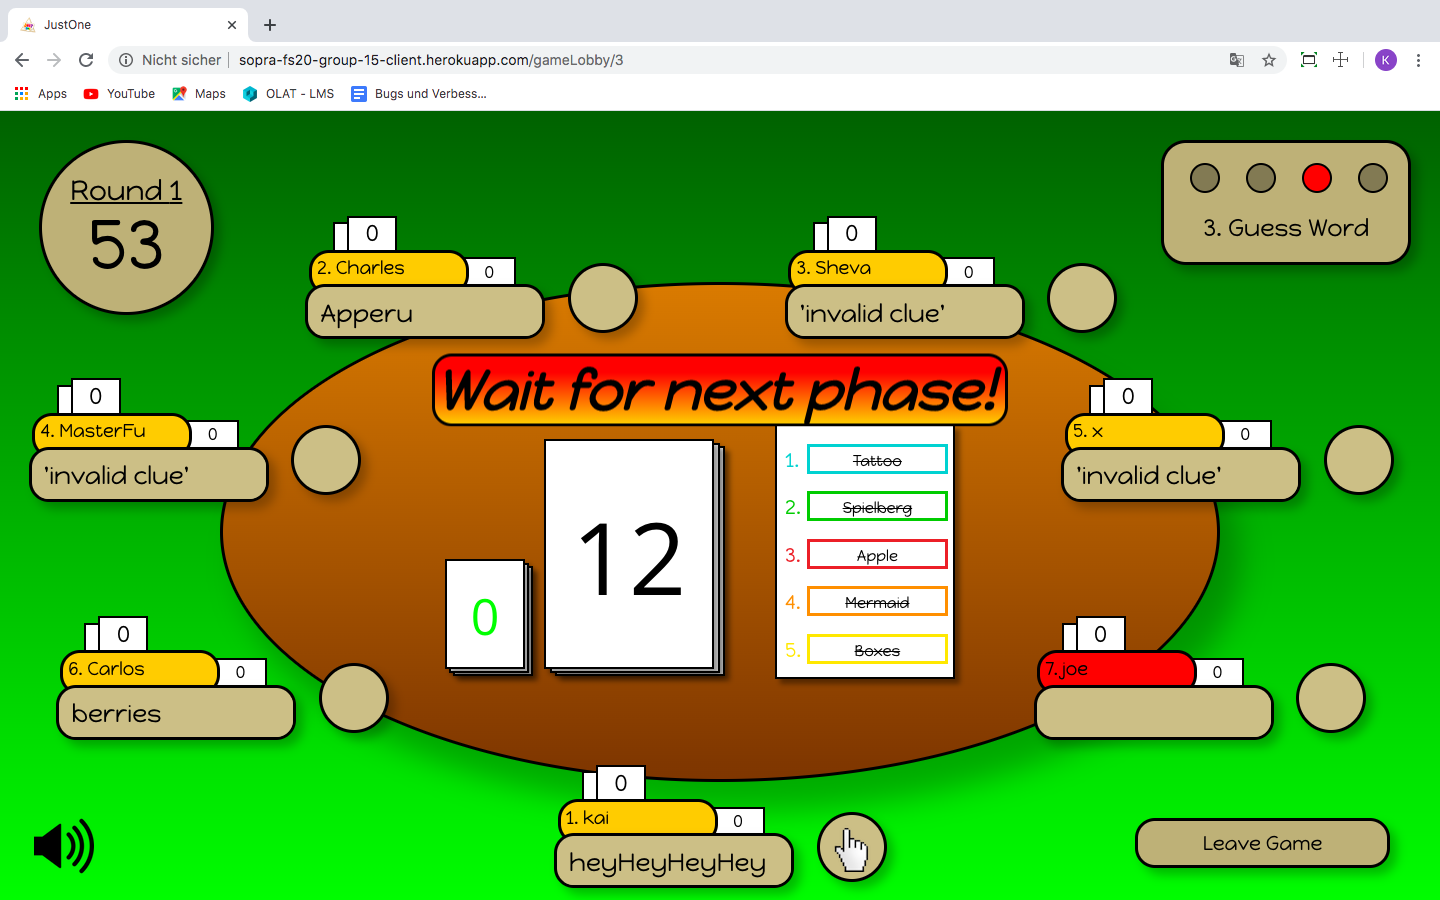 JustOne
Nicht sicher
sopra-fs20-group-15-client.herokuapp.com/gameLobby/3
K
Apps
YouTube
Maps
OLAT - LMS
Bugs und Verbess...
Round 1
53
3. Guess Word
0
2. Charles
0
Apperu
0
3. Sheva
0
'invalid clue'
Wait for next phase!
0
4. MasterFu
0
'invalid clue'
0
5. x
0
'invalid clue'
0
12
1. Tattoo
2. Spielberg
3. Apple
4. Mermaid
5. Boxes
0
6. Carlos
0
berries
0
7. joe
0
0
1. kai
0
heyHeyHeyHey
Leave Game